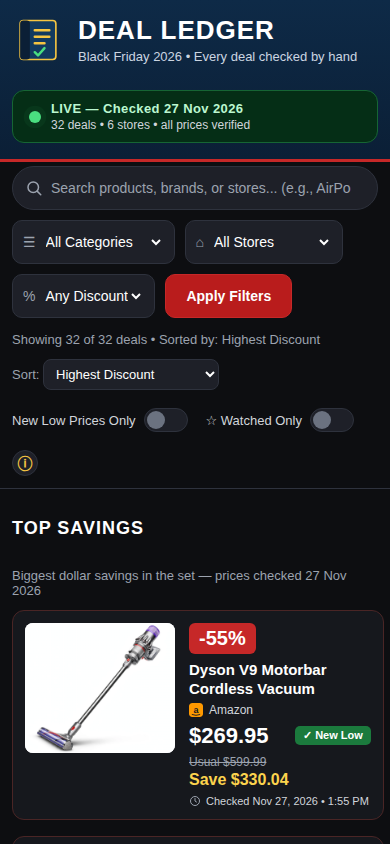 DEAL LEDGER
Black Friday 2026 • Every deal checked by hand
LIVE — Checked 27 Nov 2026
32 deals • 6 stores • all prices verified
Search products, brands, or stores... (e.g., AirPo
All Categories
All Stores
% Any Discount
Apply Filters
Showing 32 of 32 deals • Sorted by: Highest Discount
Sort: Highest Discount
New Low Prices Only
☆ Watched Only
TOP SAVINGS
Biggest dollar savings in the set — prices checked 27 Nov
2026
-55%
Dyson V9 Motorbar
Cordless Vacuum
a Amazon
$269.95
✓ New Low
Usual $599.99
Save $330.04
Checked Nov 27, 2026 • 1:55 PM